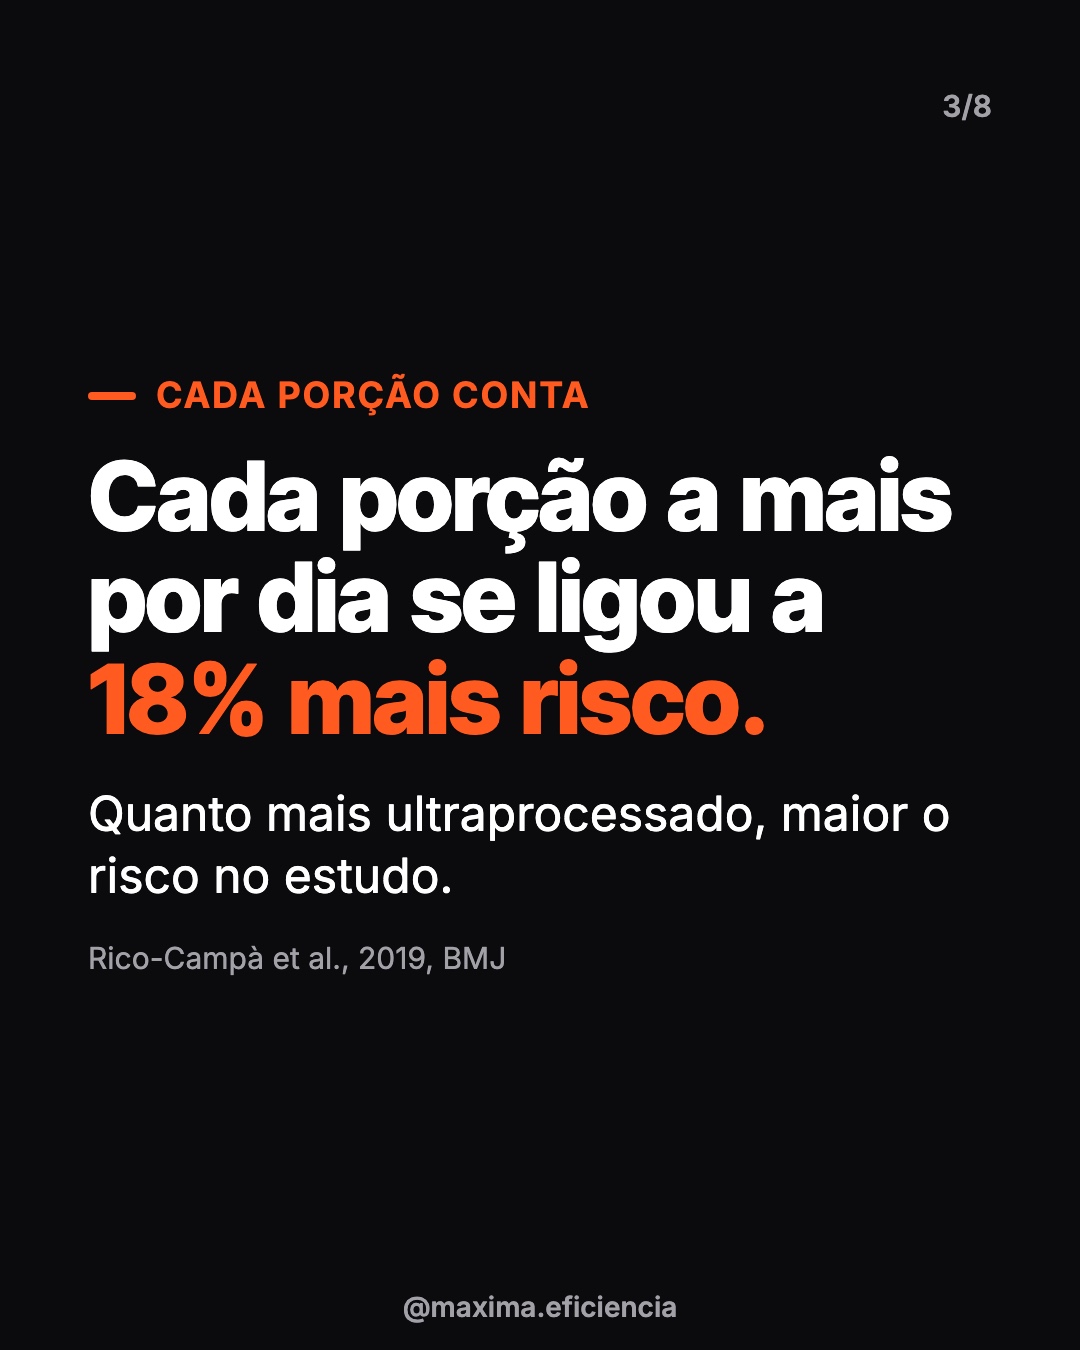 3/8
CADA PORÇÃO CONTA
Cada porção a mais
por dia se ligou a
18% mais risco.
Quanto mais ultraprocessado, maior o
risco no estudo.
Rico-Campà et al., 2019, BMJ
@maxima.eficiencia